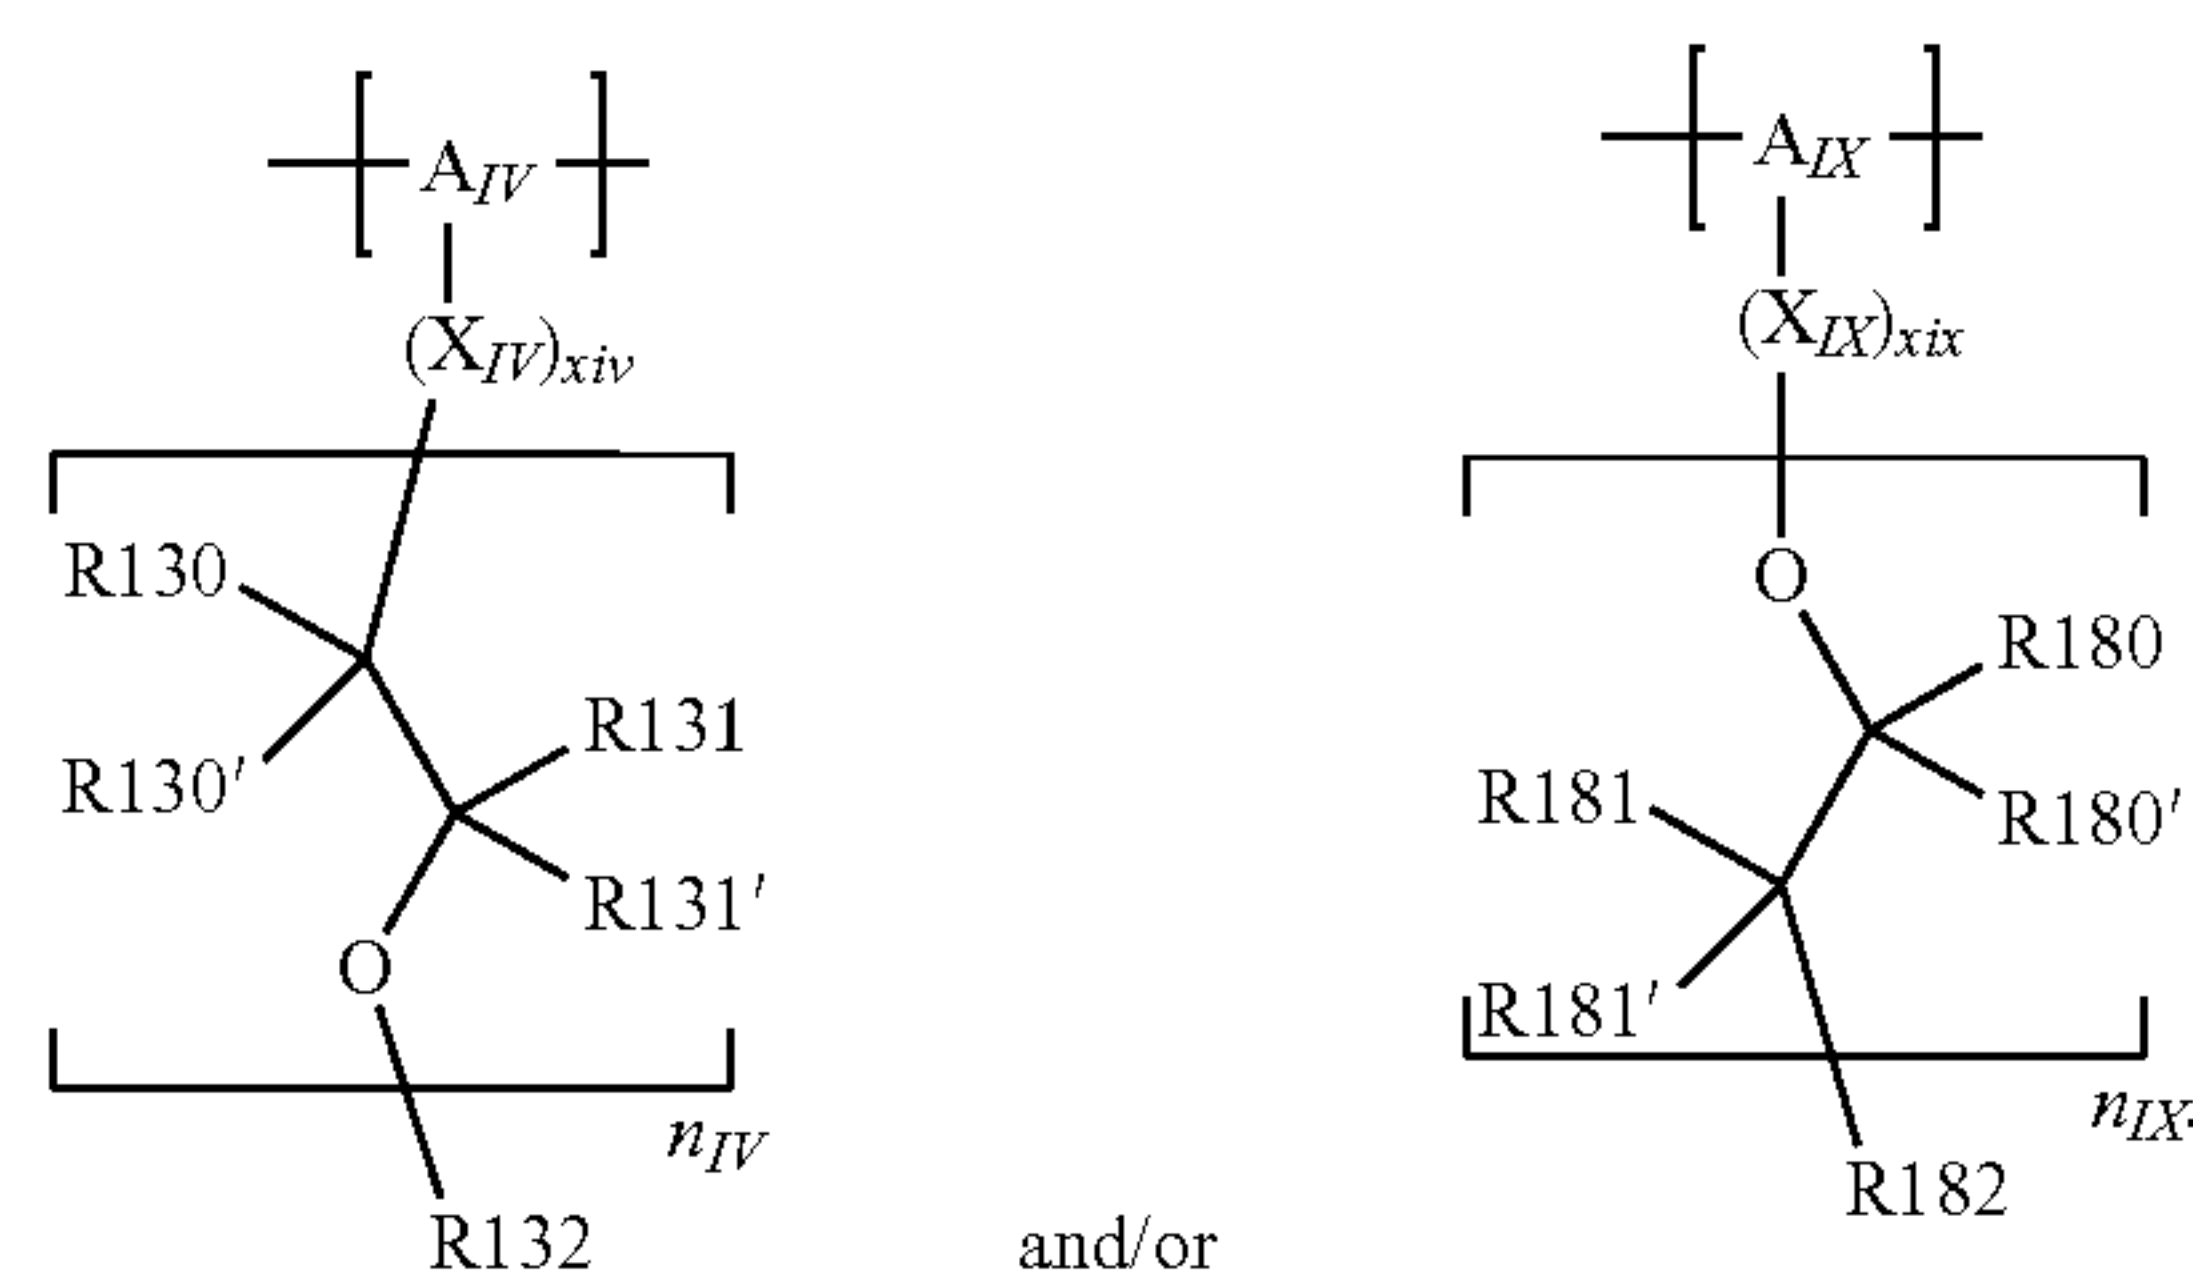 A_IV
(X_IV)_xiv
R130
R130′
R131
R131′
O
n_IV
R132
and/or
A_IX
(X_IX)_xix
O
R180
R180′
R181
R181′
n_IX.
R182